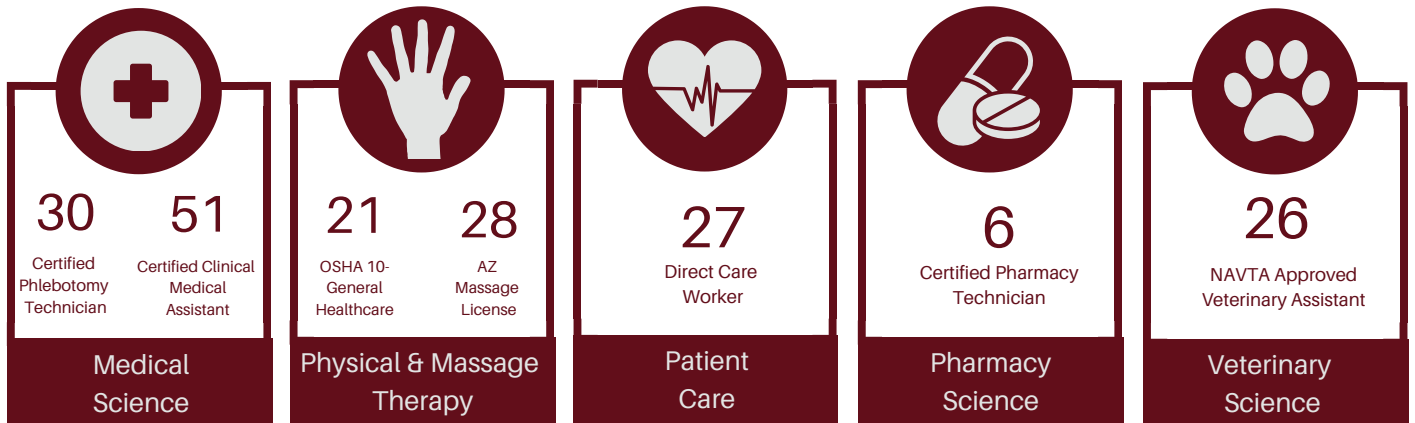 30
Certified
Phlebotomy
Technician
51
Certified Clinical
Medical
Assistant
Medical
Science
21
OSHA 10-
General
Healthcare
28
AZ
Massage
License
Physical & Massage
Therapy
27
Direct Care
Worker
Patient
Care
6
Certified Pharmacy
Technician
Pharmacy
Science
26
NAVTA Approved
Veterinary Assistant
Veterinary
Science